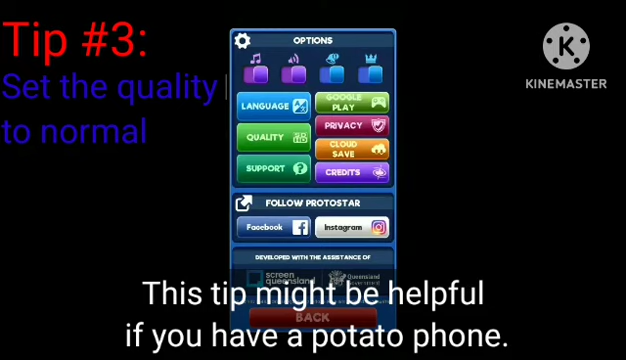 Tip #3:
Set the quality
to normal
OPTIONS
LANGUAGE
GOOGLE
PLAY
QUALITY
PRIVACY
CLOUD
SAVE
SUPPORT
CREDITS
FOLLOW PROTOSTAR
Facebook
Instagram
DEVELOPED WITH THE ASSISTANCE OF
screen
queensland
Queensland
Government
BACK
This tip might be helpful
if you have a potato phone.
K
KINEMASTER